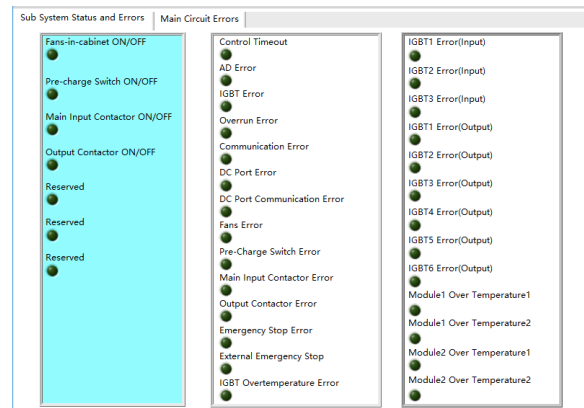 Sub System Status and Errors
Main Circuit Errors
Fans-in-cabinet ON/OFF
Pre-charge Switch ON/OFF
Main Input Contactor ON/OFF
Output Contactor ON/OFF
Reserved
Reserved
Reserved
Control Timeout
AD Error
IGBT Error
Overrun Error
Communication Error
DC Port Error
DC Port Communication Error
Fans Error
Pre-Charge Switch Error
Main Input Contactor Error
Output Contactor Error
Emergency Stop Error
External Emergency Stop
IGBT Overtemperature Error
IGBT1 Error(Input)
IGBT2 Error(Input)
IGBT3 Error(Input)
IGBT1 Error(Output)
IGBT2 Error(Output)
IGBT3 Error(Output)
IGBT4 Error(Output)
IGBT5 Error(Output)
IGBT6 Error(Output)
Module1 Over Temperature1
Module1 Over Temperature2
Module2 Over Temperature1
Module2 Over Temperature2